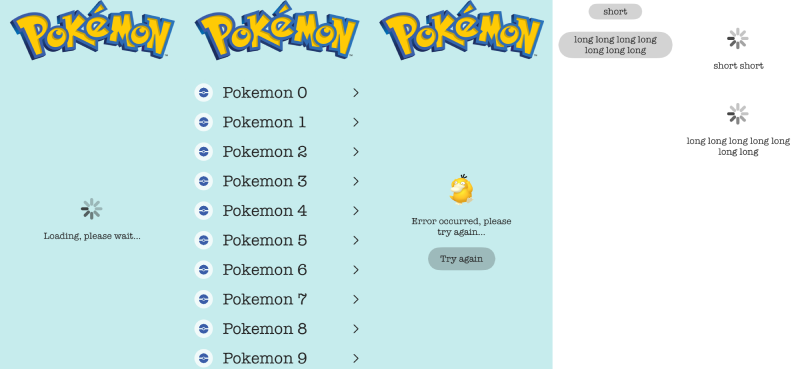 POKéMON
Loading, please wait...
POKéMON
Pokemon 0
Pokemon 1
Pokemon 2
Pokemon 3
Pokemon 4
Pokemon 5
Pokemon 6
Pokemon 7
Pokemon 8
Pokemon 9
POKéMON
Error occurred, please
try again...
Try again
short
long long long long
long long long
short short
long long long long long
long long